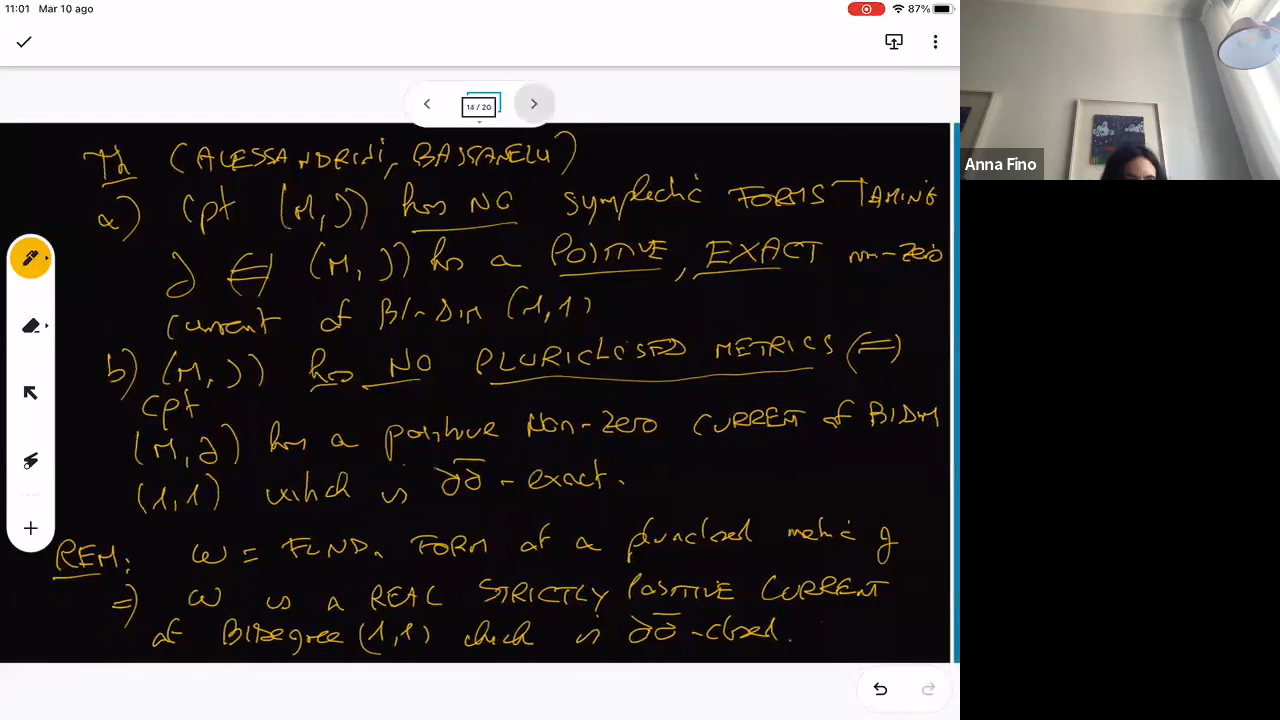 11:01 Mar 10 ago
87%
14 / 20
Th (ALESSANDRINI, BASSANELLI)
a) cpt (M, J) has NO symplectic FORMS TAMING
J ⟺ (M, J) has a POSITIVE, EXACT non-zero
current of BI-DIM (1,1)
b) (M, J) has NO PLURICLOSED METRICS ⟺
cpt
(M, J) has a positive NON-ZERO CURRENT of BIDIM
(1,1) which is ∂∂̄-exact.
REM: ω = FUND. FORM of a pluriclosed metric g
⇒ ω is a REAL STRICTLY POSITIVE CURRENT
of BIDegree (1,1) which is ∂∂̄-closed.
Anna Fino